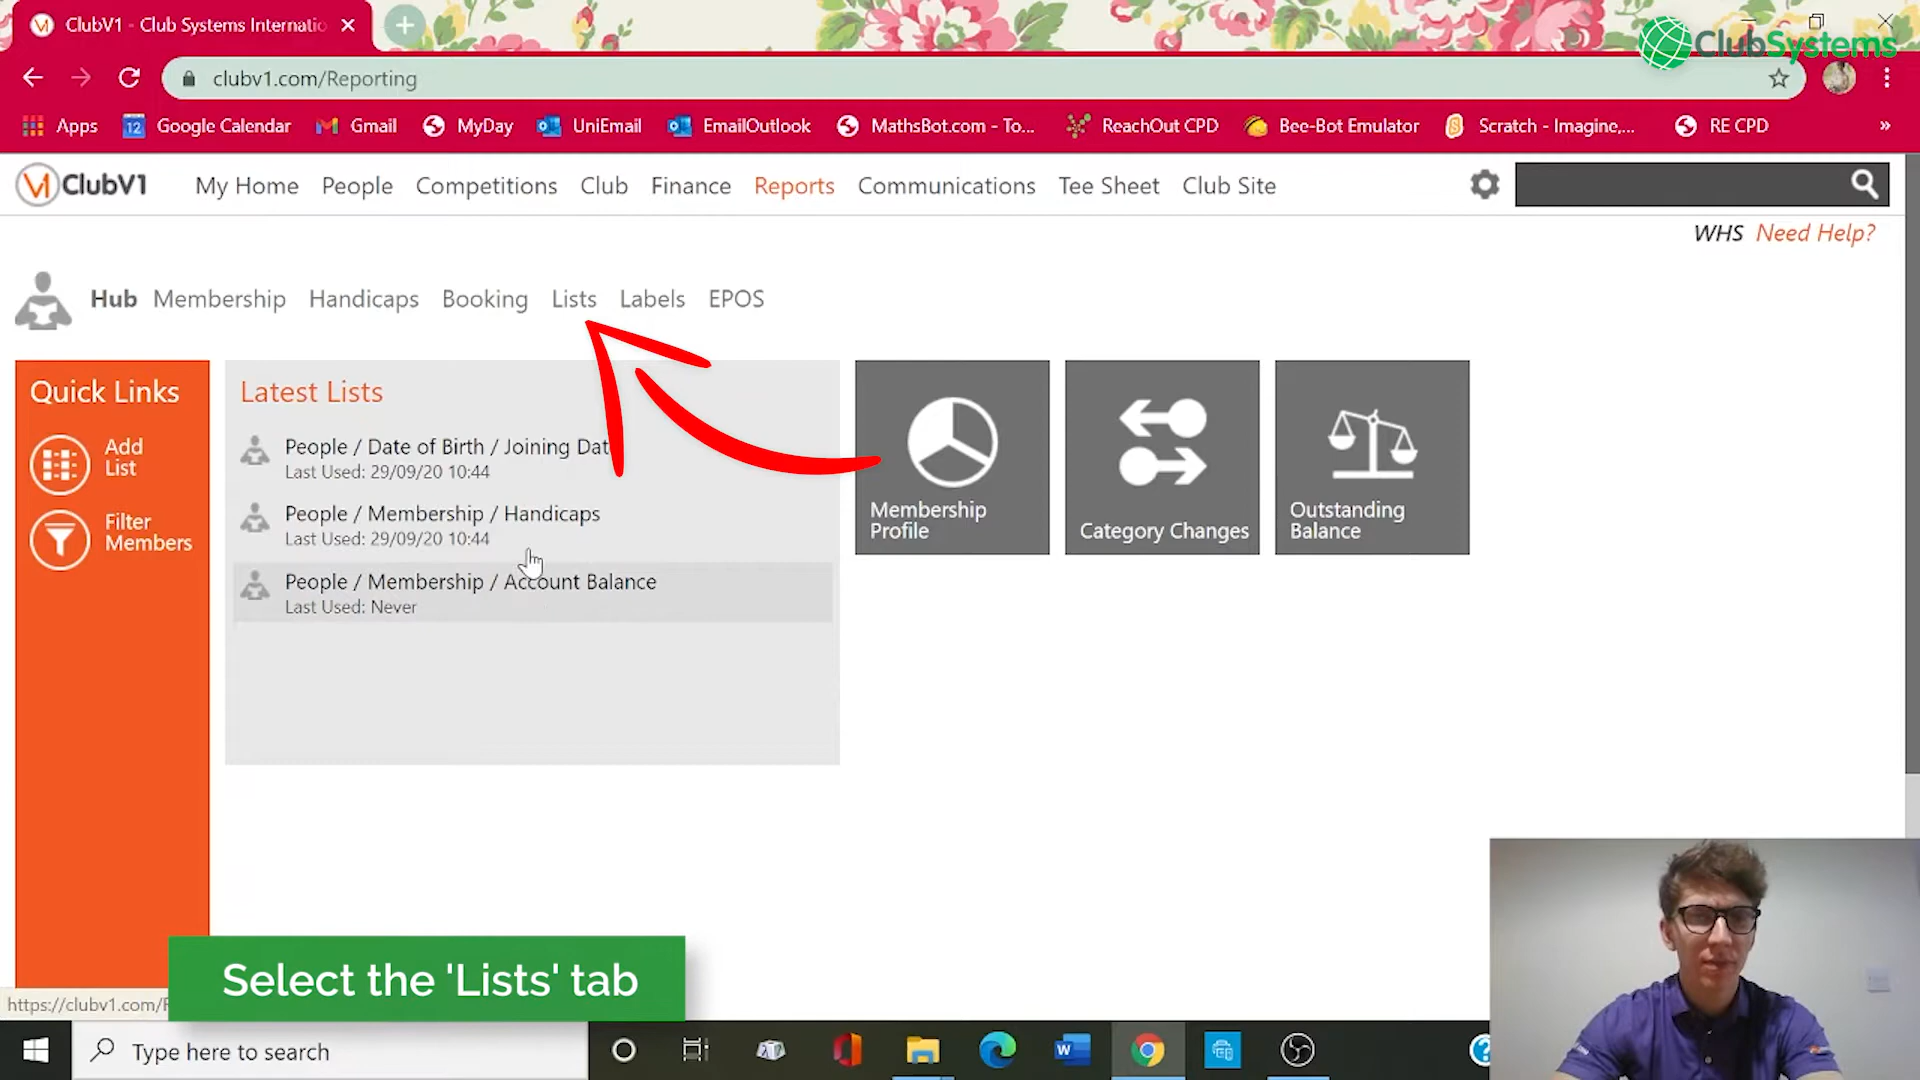 ClubV1 - Club Systems Internatio
ClubSystems
clubv1.com/Reporting
Apps
12
Google Calendar
Gmail
MyDay
UniEmail
EmailOutlook
MathsBot.com - To...
ReachOut CPD
Bee-Bot Emulator
Scratch - Imagine,...
RE CPD
»
ClubV1
My Home
People
Competitions
Club
Finance
Reports
Communications
Tee Sheet
Club Site
WHS Need Help?
Hub
Membership
Handicaps
Booking
Lists
Labels
EPOS
Quick Links
Add
List
Filter
Members
Latest Lists
People / Date of Birth / Joining Dat
Last Used: 29/09/20 10:44
People / Membership / Handicaps
Last Used: 29/09/20 10:44
People / Membership / Account Balance
Last Used: Never
Membership
Profile
Category Changes
Outstanding
Balance
Select the 'Lists' tab
https://clubv1.com/
Type here to search